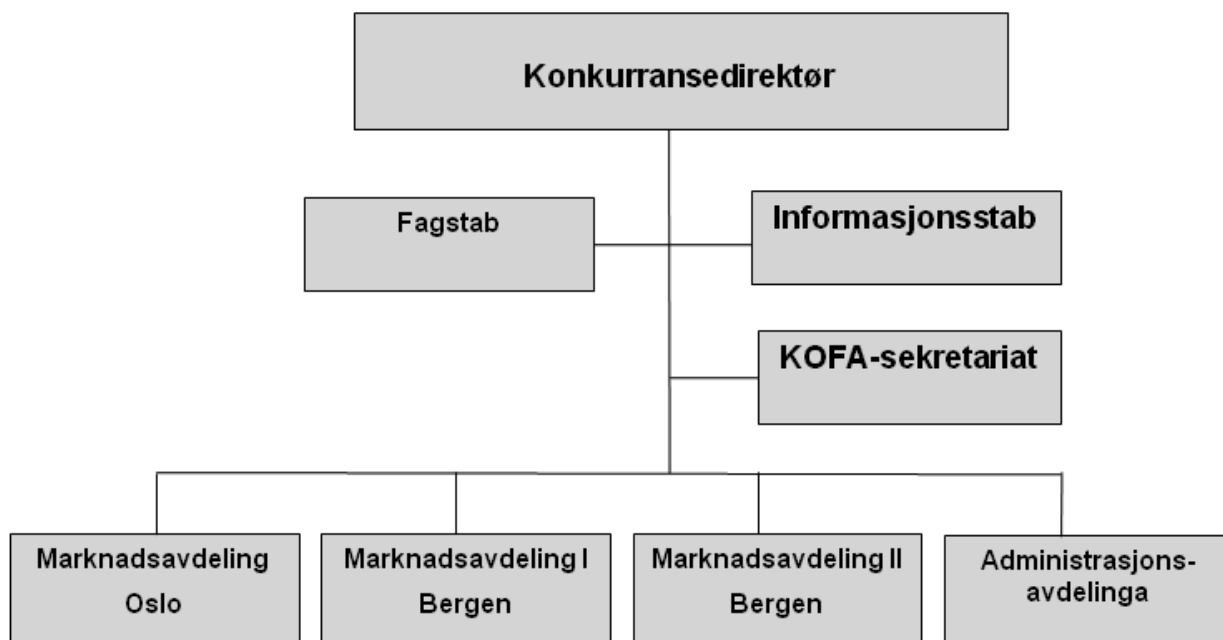 Konkurransedirektør
Fagstab
Informasjonsstab
KOFA-sekretariat
Marknadsavdeling
Oslo
Marknadsavdeling I
Bergen
Marknadsavdeling II
Bergen
Administrasjons-
avdelinga